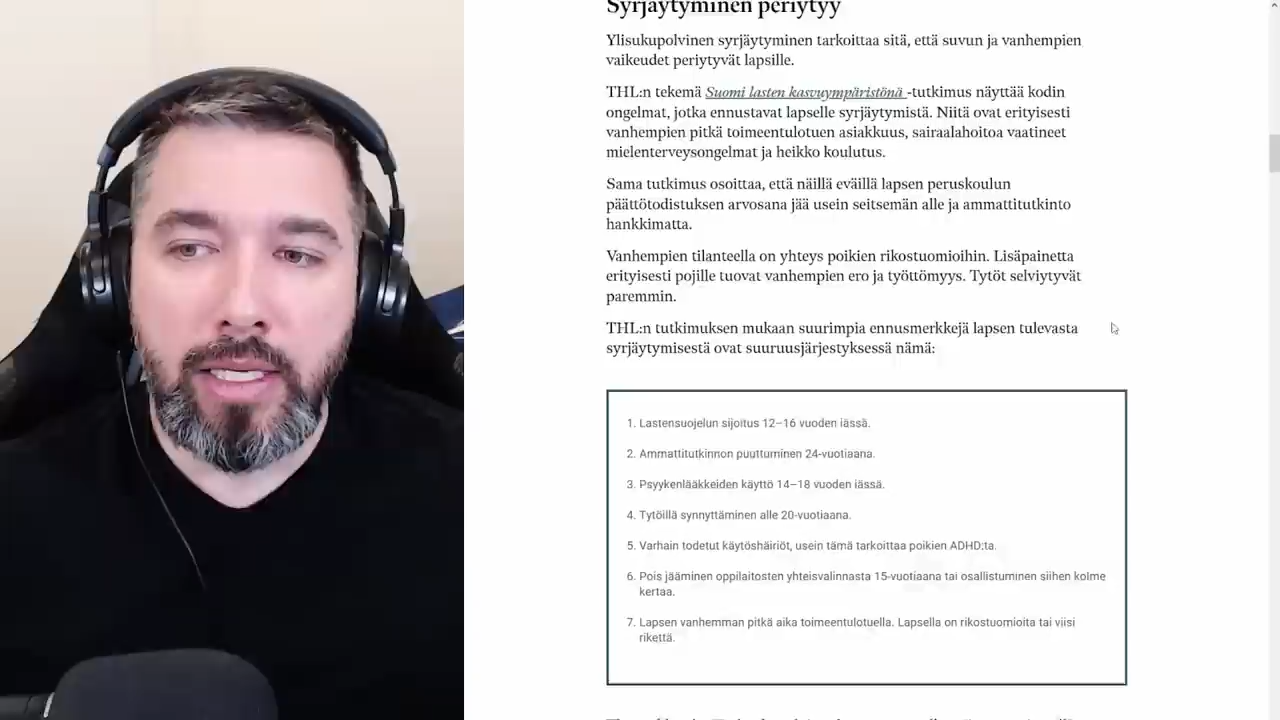 Syrjäytyminen periytyy
Ylisukupolvinen syrjäytyminen tarkoittaa sitä, että suvun ja vanhempien
vaikeudet periytyvät lapsille.
THL:n tekemä Suomi lasten kasvuympäristönä -tutkimus näyttää kodin
ongelmat, jotka ennustavat lapselle syrjäytymistä. Niitä ovat erityisesti
vanhempien pitkä toimeentulotuen asiakkuus, sairaalahoitoa vaatineet
mielenterveysongelmat ja heikko koulutus.
Sama tutkimus osoittaa, että näillä eväillä lapsen peruskoulun
päättötodistuksen arvosana jää usein seitsemän alle ja ammattitutkinto
hankkimatta.
Vanhempien tilanteella on yhteys poikien rikostuomioihin. Lisäpainetta
erityisesti pojille tuovat vanhempien ero ja työttömyys. Tytöt selviytyvät
paremmin.
THL:n tutkimuksen mukaan suurimpia ennusmerkkejä lapsen tulevasta
syrjäytymisestä ovat suuruusjärjestyksessä nämä:
1. Lastensuojelun sijoitus 12–16 vuoden iässä.
2. Ammattitutkinnon puuttuminen 24-vuotiaana.
3. Psyykenlääkkeiden käyttö 14–18 vuoden iässä.
4. Tytöillä synnyttäminen alle 20-vuotiaana.
5. Varhain todetut käytöshäiriöt, usein tämä tarkoittaa poikien ADHD:ta.
6. Pois jääminen oppilaitosten yhteisvalinnasta 15-vuotiaana tai osallistuminen siihen kolme
kertaa.
7. Lapsen vanhemman pitkä aika toimeentulotuella. Lapsella on rikostuomioita tai viisi
rikettä.